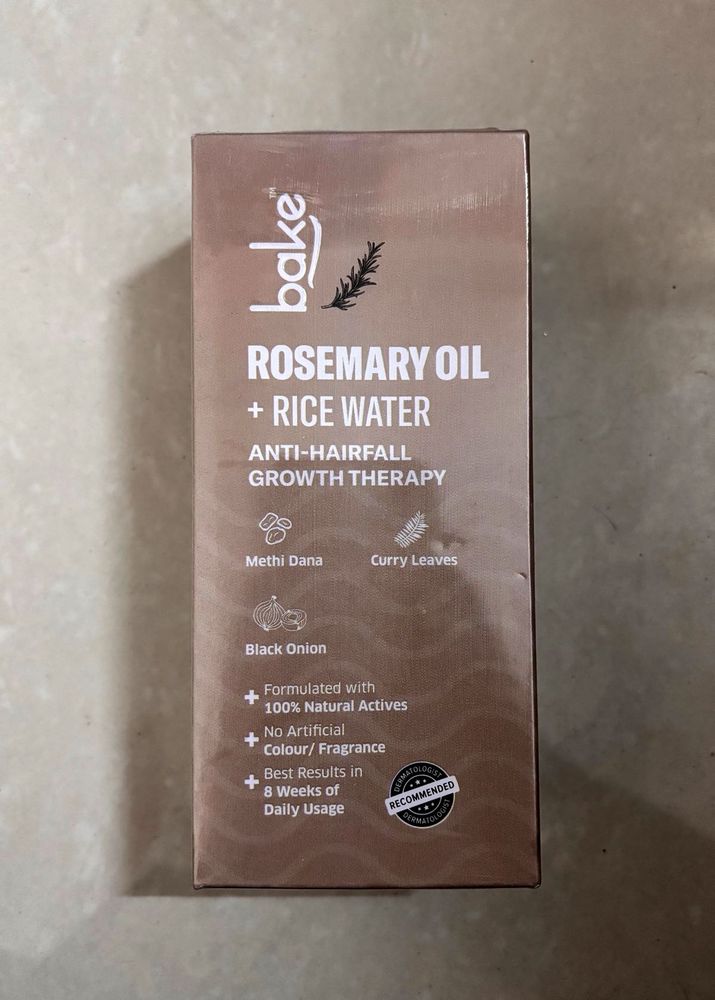 bake™
ROSEMARY OIL
+ RICE WATER
ANTI-HAIRFALL
GROWTH THERAPY
Methi Dana
Curry Leaves
Black Onion
+ Formulated with
100% Natural Actives
+ No Artificial
Colour/ Fragrance
+ Best Results in
8 Weeks of
Daily Usage
DERMATOLOGIST
RECOMMENDED
DERMATOLOGIST